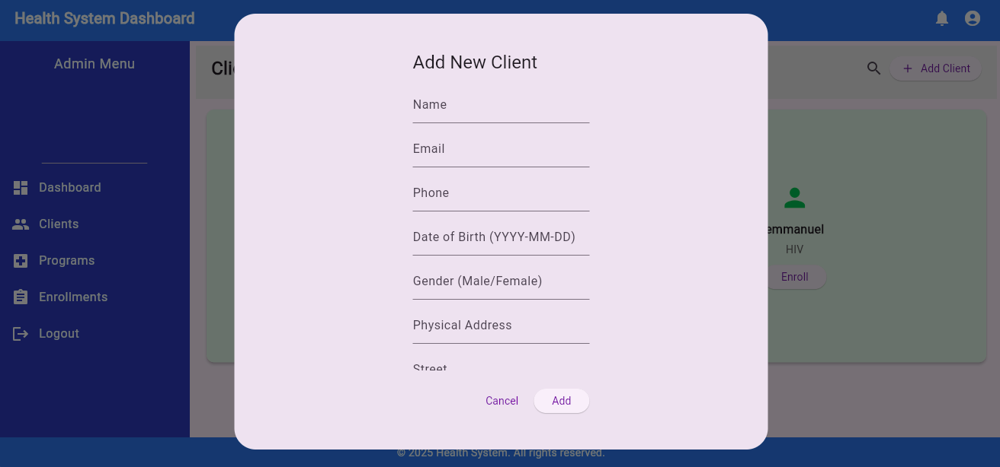 Health System Dashboard
Admin Menu
Dashboard
Clients
Programs
Enrollments
Logout
Add Client
emmanuel
HIV
Enroll
Add New Client
Name
Email
Phone
Date of Birth (YYYY-MM-DD)
Gender (Male/Female)
Physical Address
Street
Cancel
Add
© 2025 Health System. All rights reserved.